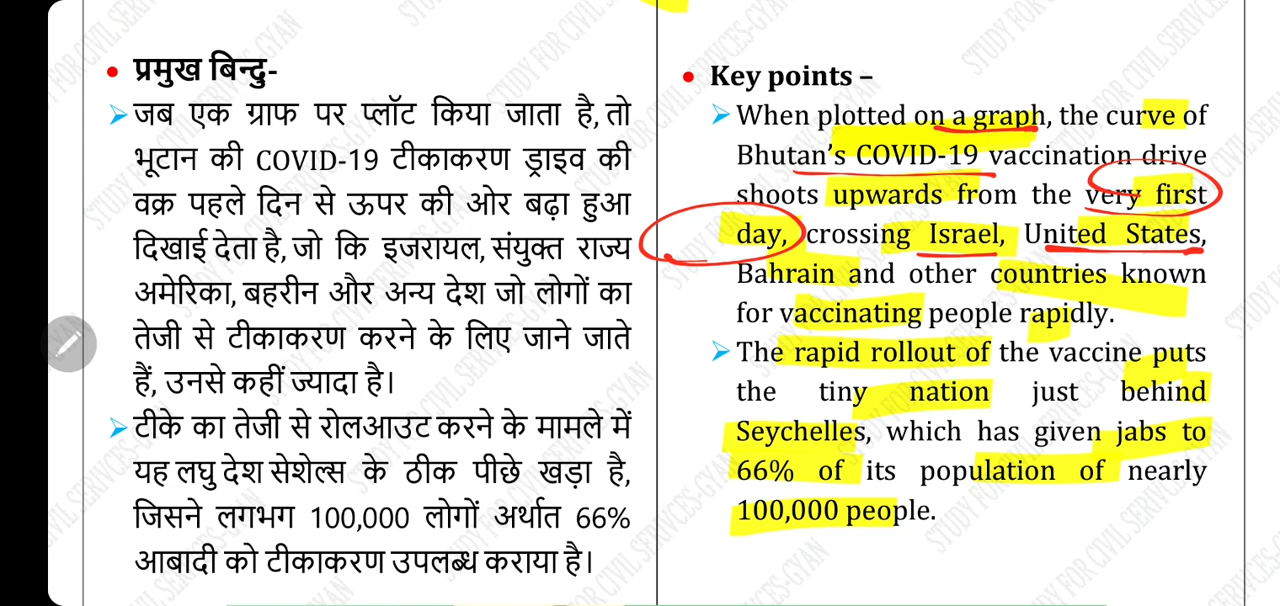 प्रमुख बिन्दु-
जब एक ग्राफ पर प्लॉट किया जाता है, तो
भूटान की COVID-19 टीकाकरण ड्राइव की
वक्र पहले दिन से ऊपर की ओर बढ़ा हुआ
दिखाई देता है, जो कि इजरायल, संयुक्त राज्य
अमेरिका, बहरीन और अन्य देश जो लोगों का
तेजी से टीकाकरण करने के लिए जाने जाते
हैं, उनसे कहीं ज्यादा है।
टीके का तेजी से रोलआउट करने के मामले में
यह लघु देश सेशेल्स के ठीक पीछे खड़ा है,
जिसने लगभग 100,000 लोगों अर्थात 66%
आबादी को टीकाकरण उपलब्ध कराया है।
Key points –
When plotted on a graph, the curve of
Bhutan’s COVID-19 vaccination drive
shoots upwards from the very first
day, crossing Israel, United States,
Bahrain and other countries known
for vaccinating people rapidly.
The rapid rollout of the vaccine puts
the tiny nation just behind
Seychelles, which has given jabs to
66% of its population of nearly
100,000 people.
STUDY FOR CIVIL SERIVCES-GYAN